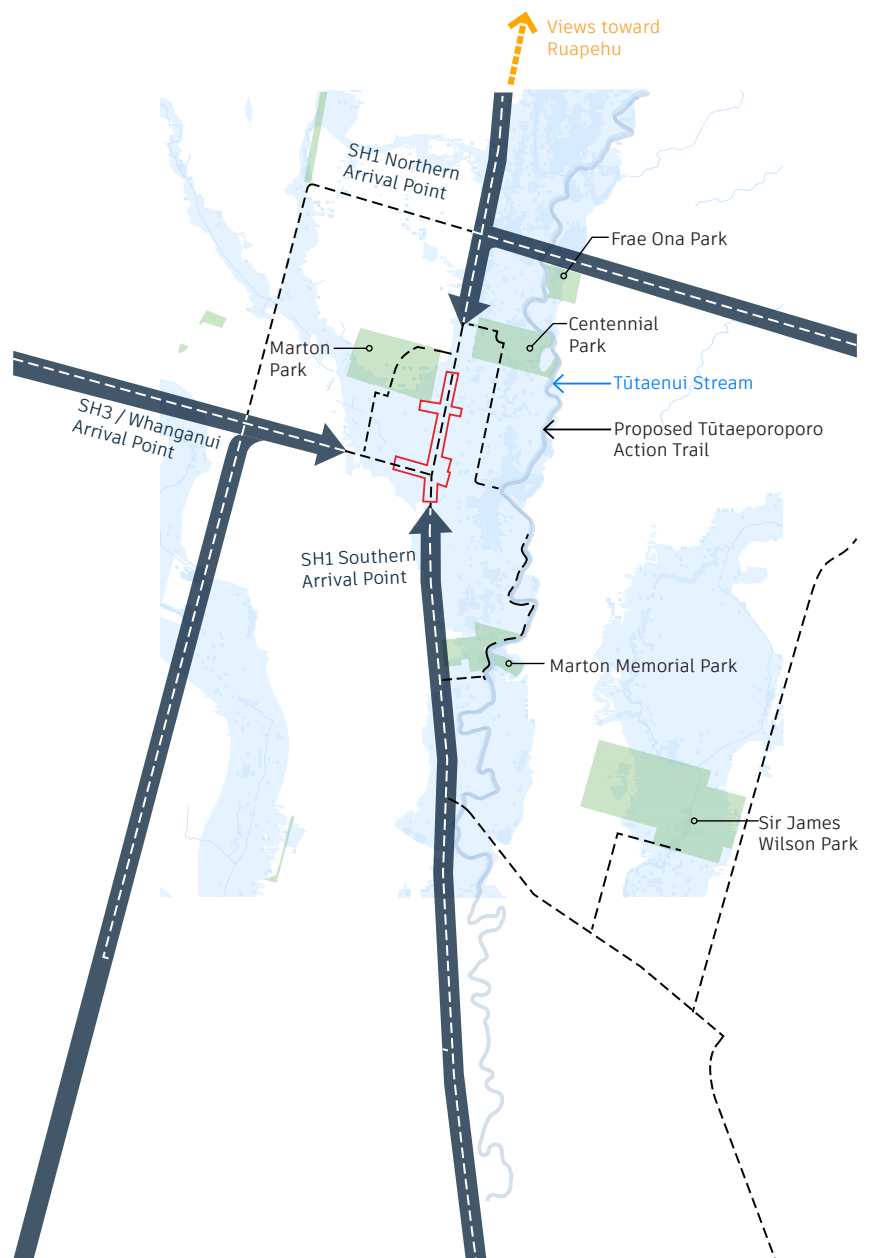 Views toward
Ruapehu
SH1 Northern
Arrival Point
Frae Ona Park
Centennial
Park
Marton
Park
Tūtaenui Stream
SH3 / Whanganui
Arrival Point
Proposed Tūtaeporoporo
Action Trail
SH1 Southern
Arrival Point
Marton Memorial Park
Sir James
Wilson Park